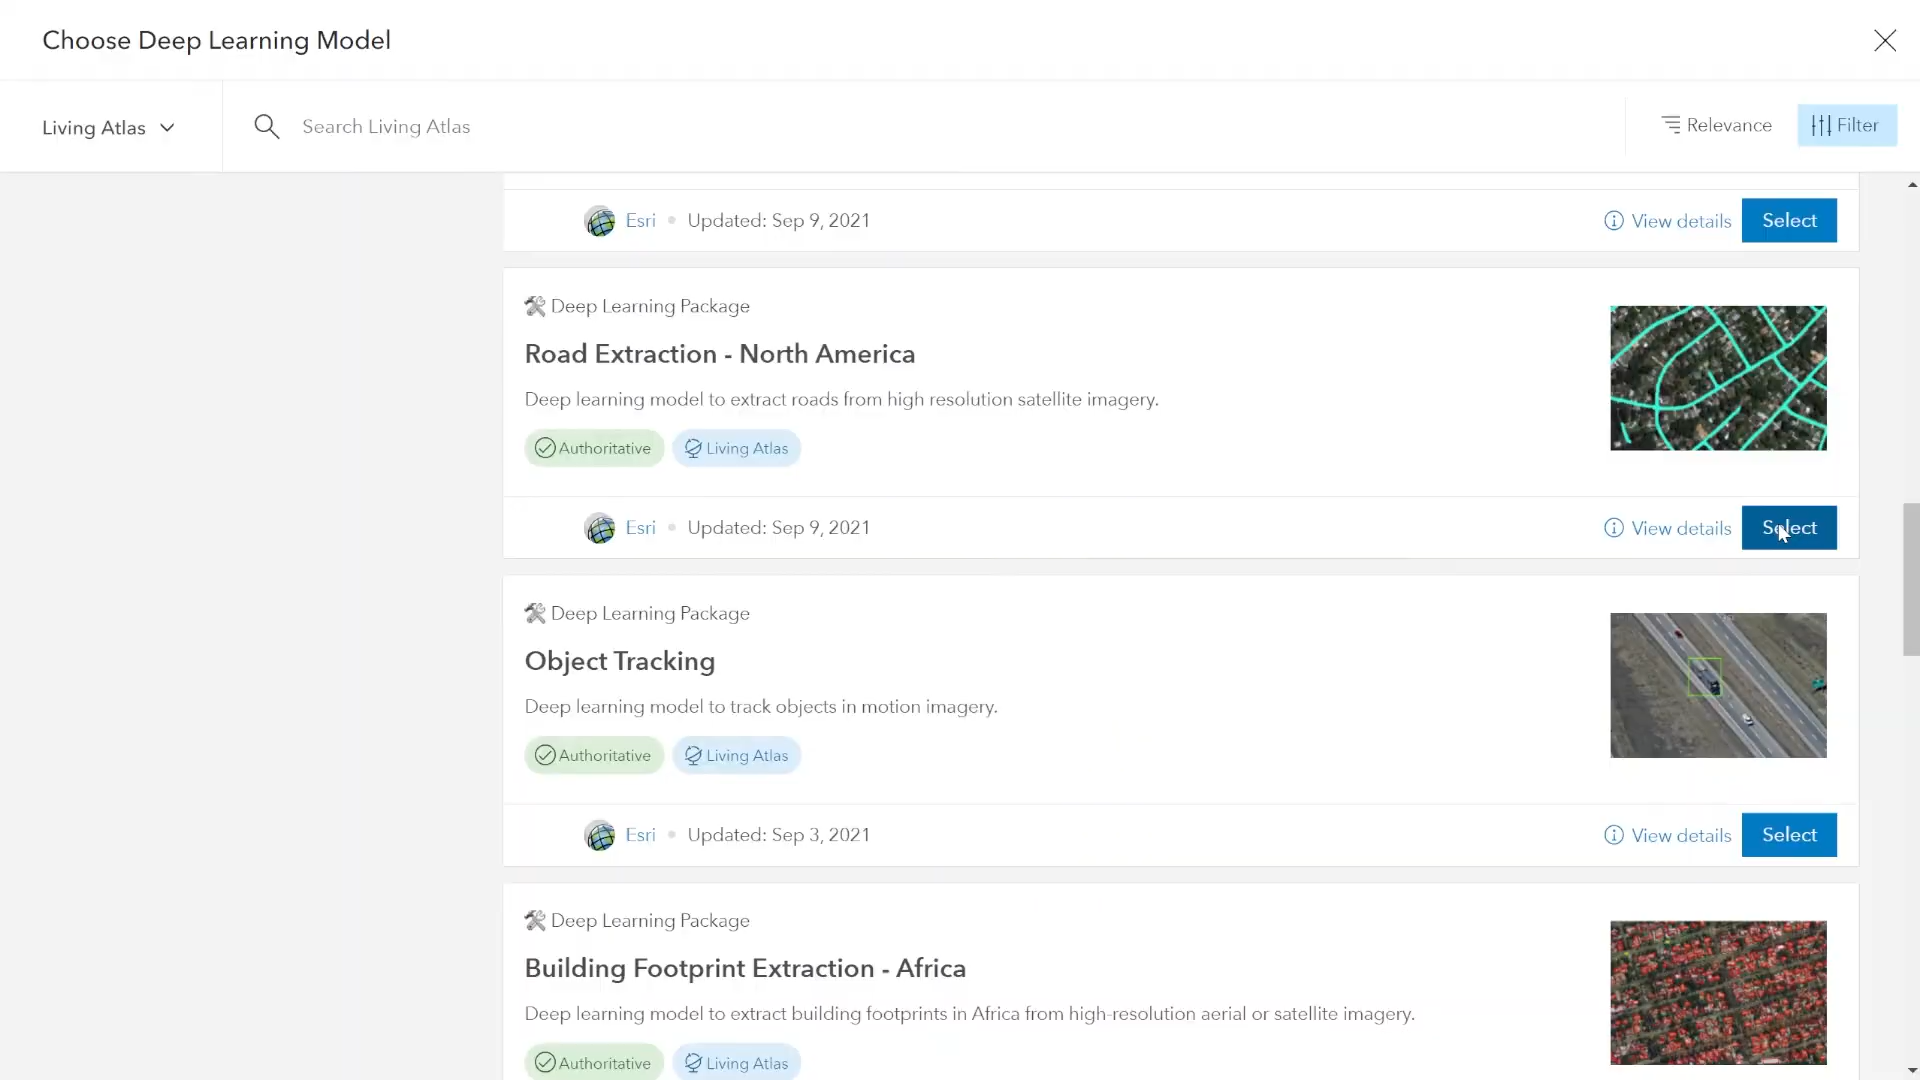 Choose Deep Learning Model
Living Atlas
Search Living Atlas
Relevance
Filter
Esri • Updated: Sep 9, 2021
View details
Select
Deep Learning Package
Road Extraction - North America
Deep learning model to extract roads from high resolution satellite imagery.
Authoritative
Living Atlas
Esri • Updated: Sep 9, 2021
View details
Select
Deep Learning Package
Object Tracking
Deep learning model to track objects in motion imagery.
Authoritative
Living Atlas
Esri • Updated: Sep 3, 2021
View details
Select
Deep Learning Package
Building Footprint Extraction - Africa
Deep learning model to extract building footprints in Africa from high-resolution aerial or satellite imagery.
Authoritative
Living Atlas